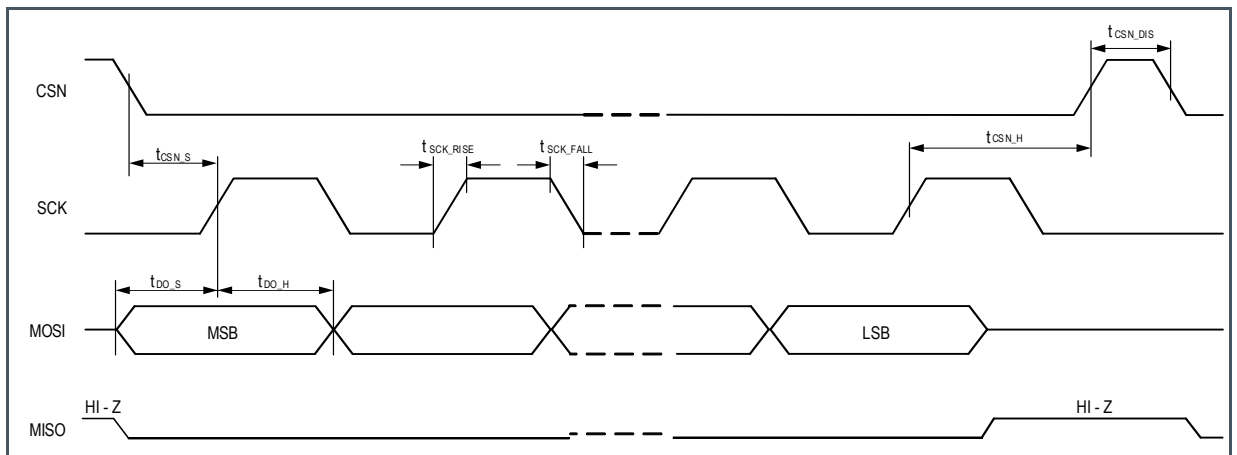 tCSN_DIS
CSN
tCSN_S
tSCK_RISE
tSCK_FALL
tCSN_H
SCK
tDO_S
tDO_H
MOSI
MSB
LSB
HI - Z
HI - Z
MISO